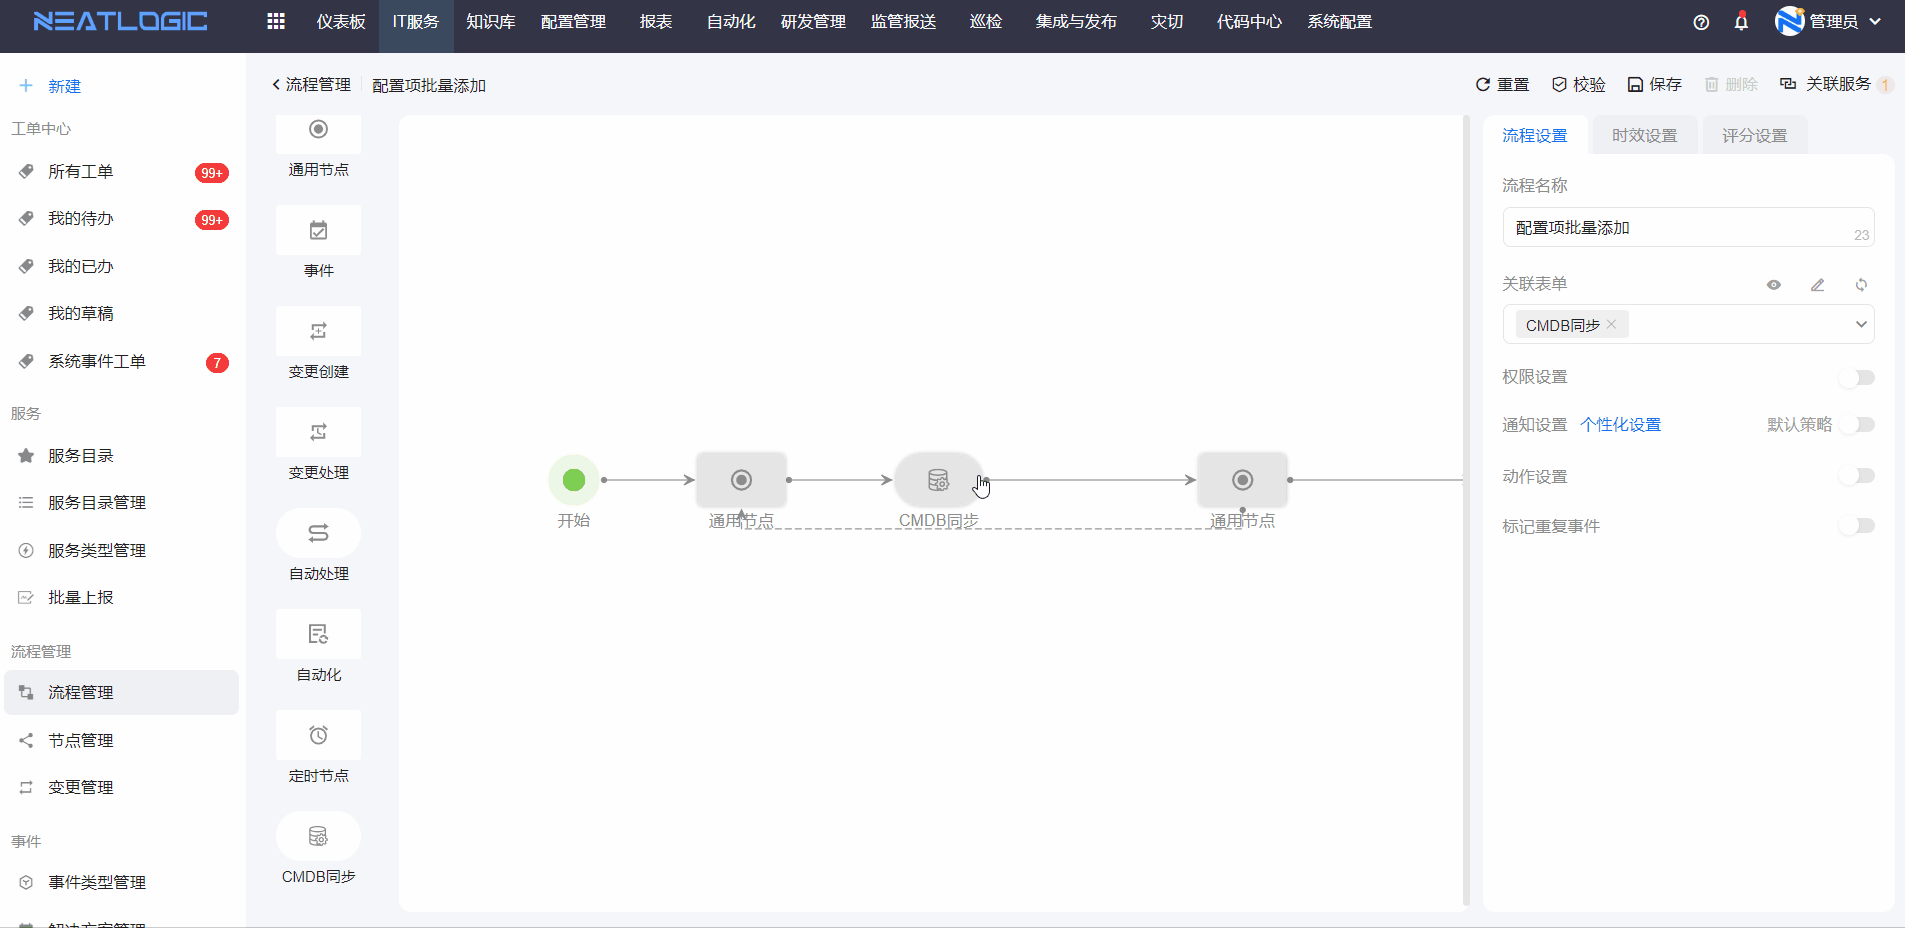 NEATLOGIC
仪表板
IT服务
知识库
配置管理
报表
自动化
研发管理
监管报送
巡检
集成与发布
灾切
代码中心
系统配置
管理员
新建
工单中心
所有工单 99+
我的待办 99+
我的已办
我的草稿
系统事件工单 7
服务
服务目录
服务目录管理
服务类型管理
批量上报
流程管理
流程管理
节点管理
变更管理
事件
事件类型管理
解决方案管理
流程管理
配置项批量添加
重置
校验
保存
删除
关联服务 1
通用节点
事件
变更创建
变更处理
自动处理
自动化
定时节点
CMDB同步
开始
通用节点
CMDB同步
通用节点
流程设置
时效设置
评分设置
流程名称
配置项批量添加
23
关联表单
CMDB同步
权限设置
通知设置 个性化设置 默认策略
动作设置
标记重复事件